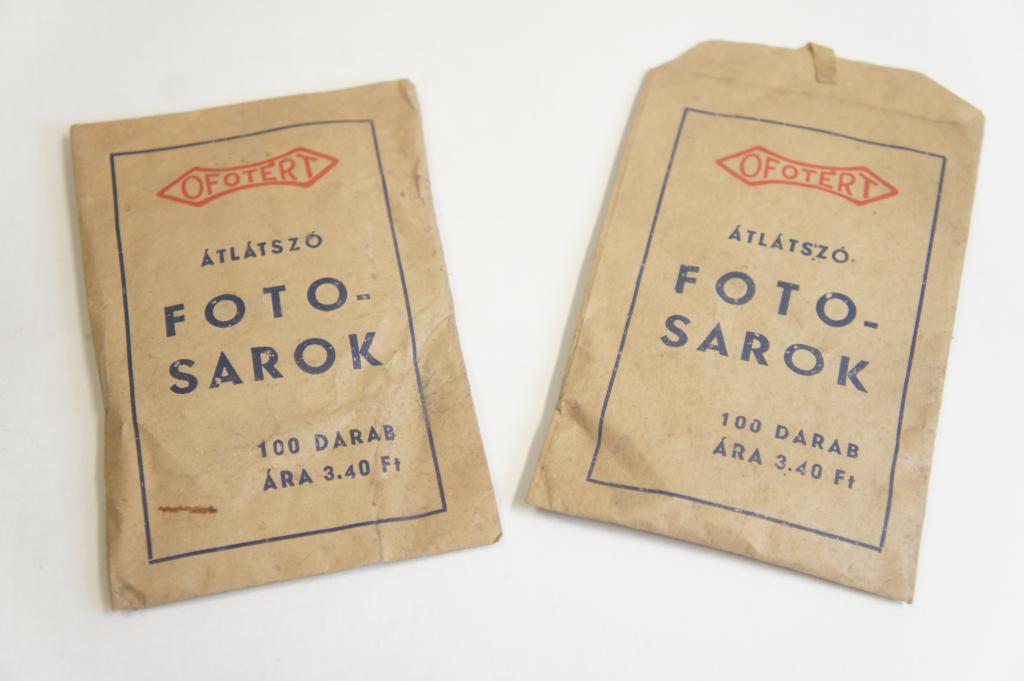 OFOTÉRT
ÁTLÁTSZÓ
FOTO-
SAROK
100 DARAB
ÁRA 3.40 Ft
OFOTÉRT
ÁTLÁTSZÓ
FOTO-
SAROK
100 DARAB
ÁRA 3.40 Ft